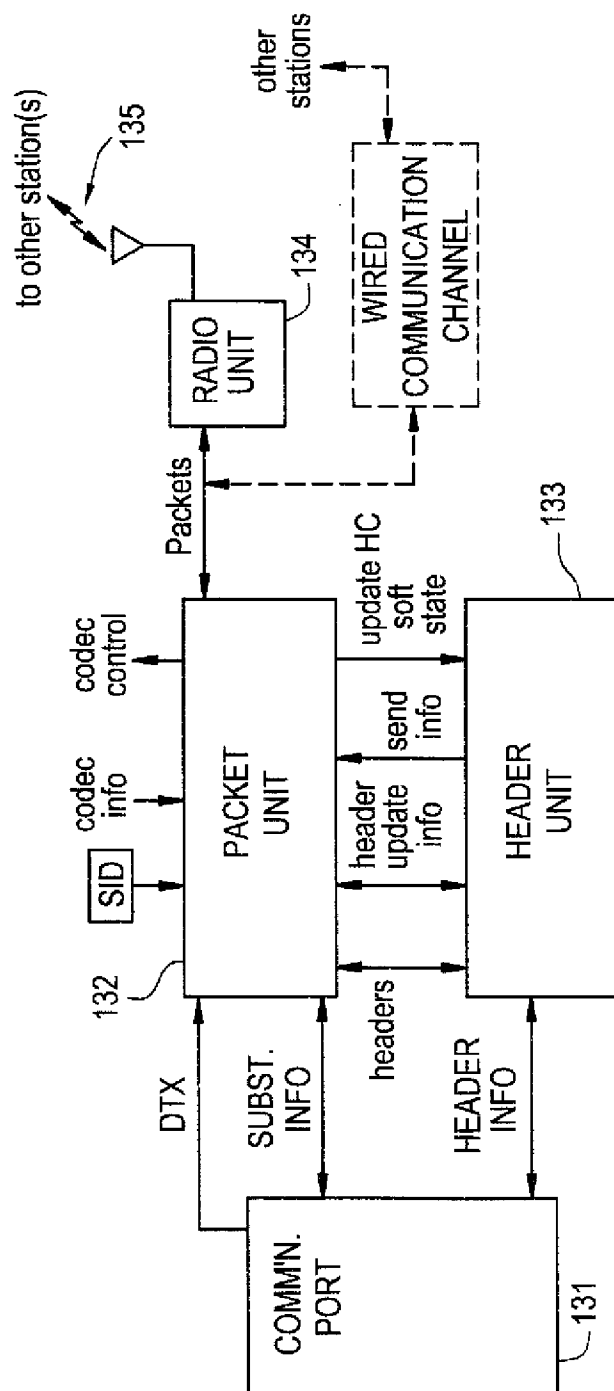 COMM'N.
PORT
131
DTX
SUBST.
INFO
HEADER
INFO
132
SID
codec
info
codec
control
PACKET
UNIT
headers
header
update
info
send
info
update HC
soft
state
HEADER
UNIT
133
Packets
RADIO
UNIT
134
to other station(s)
135
WIRED
COMMUNICATION
CHANNEL
other
stations